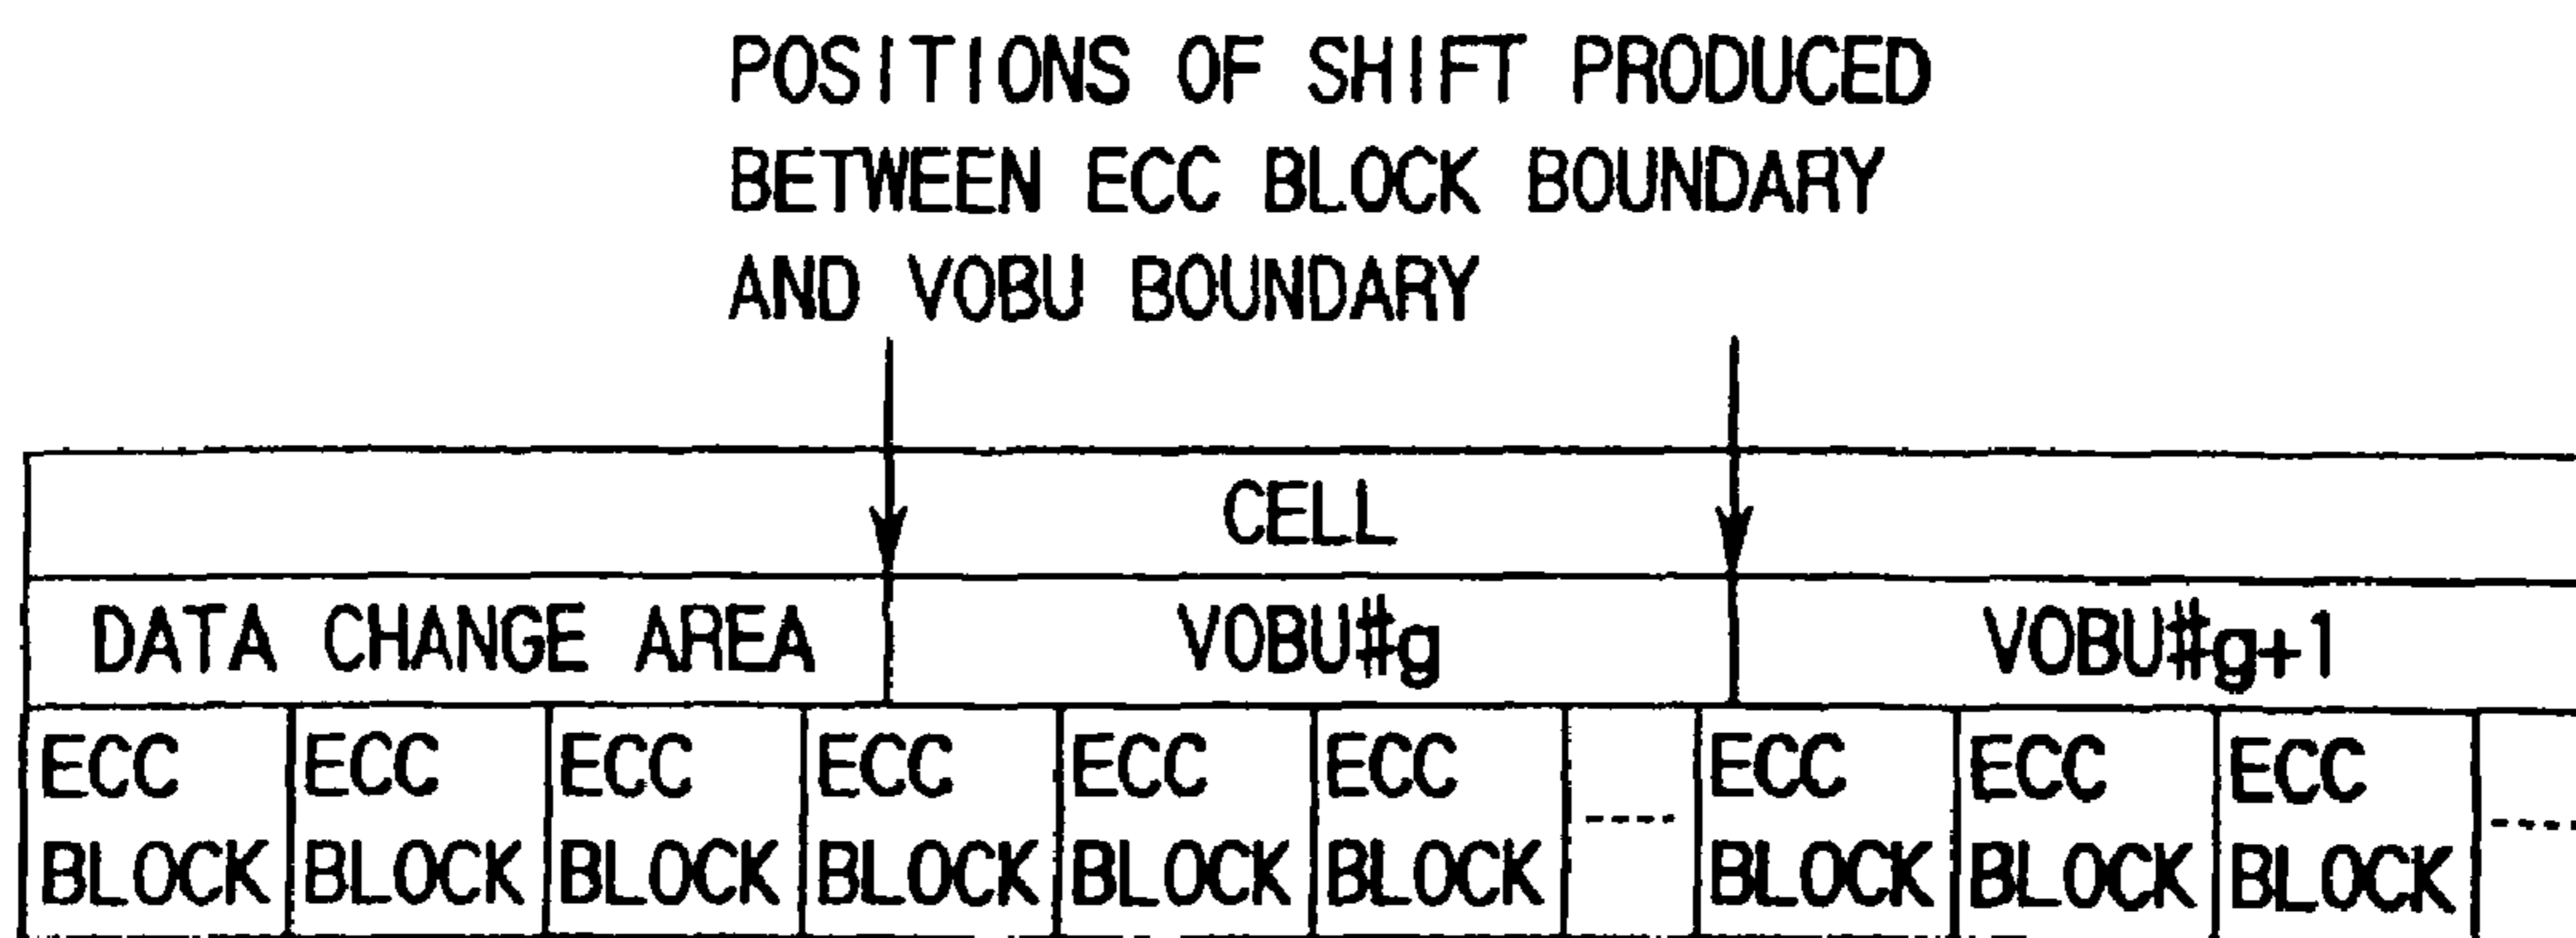 POSITIONS OF SHIFT PRODUCED
BETWEEN ECC BLOCK BOUNDARY
AND VOBU BOUNDARY
CELL
DATA CHANGE AREA VOBU#g VOBU#g+1
ECC ECC ECC ECC ECC ECC ---- ECC ECC ECC ----
BLOCK BLOCK BLOCK BLOCK BLOCK BLOCK BLOCK BLOCK BLOCK